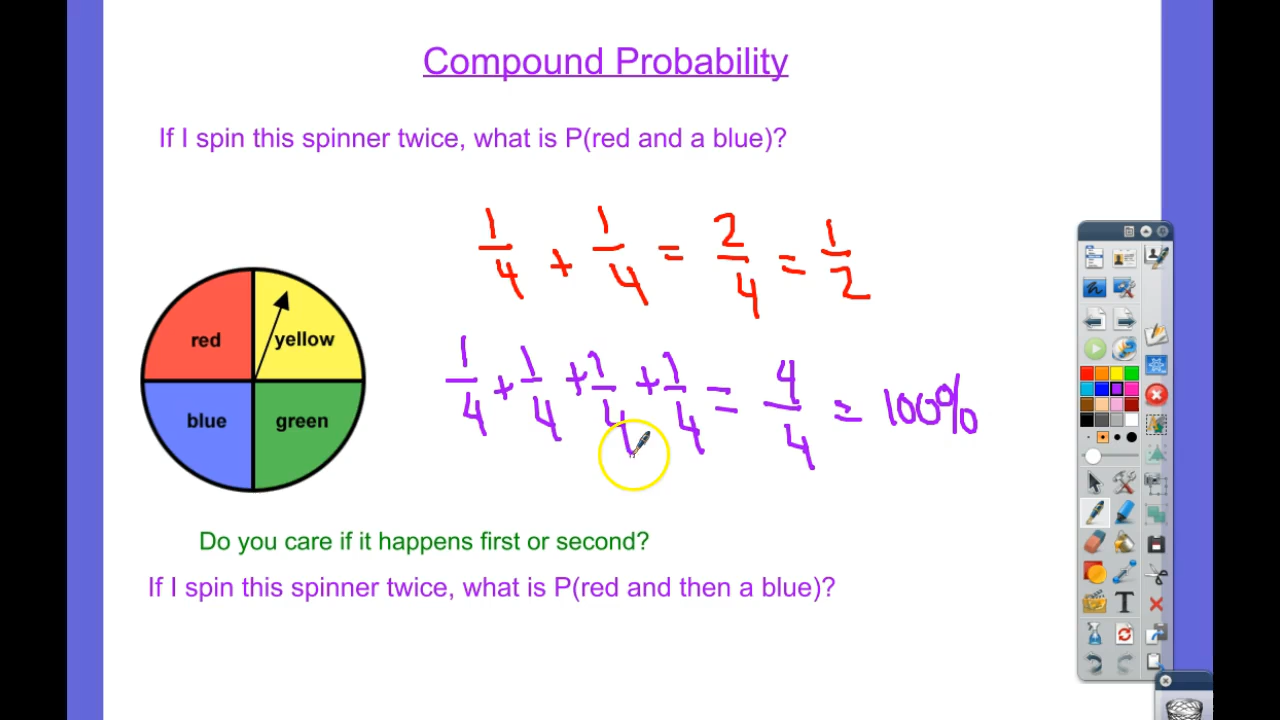 Compound Probability
If I spin this spinner twice, what is P(red and a blue)?
1/4 + 1/4 = 2/4 = 1/2
red
yellow
1/4 + 1/4 + 1/4 + 1/4 = 4/4 = 100%
blue
green
Do you care if it happens first or second?
If I spin this spinner twice, what is P(red and then a blue)?